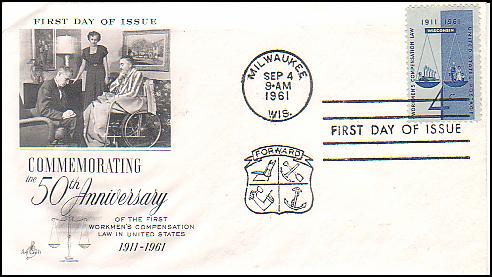 FIRST DAY OF ISSUE
COMMEMORATING
the
50th Anniversary
OF THE FIRST
WORKMEN'S COMPENSATION
LAW IN UNITED STATES
1911-1961
ArtCraft
MILWAUKEE
SEP 4
9-AM
1961
WIS.
FORWARD
1911-1961
WISCONSIN
WORKMEN'S COMPENSATION LAW
4¢
FIRST DAY OF ISSUE